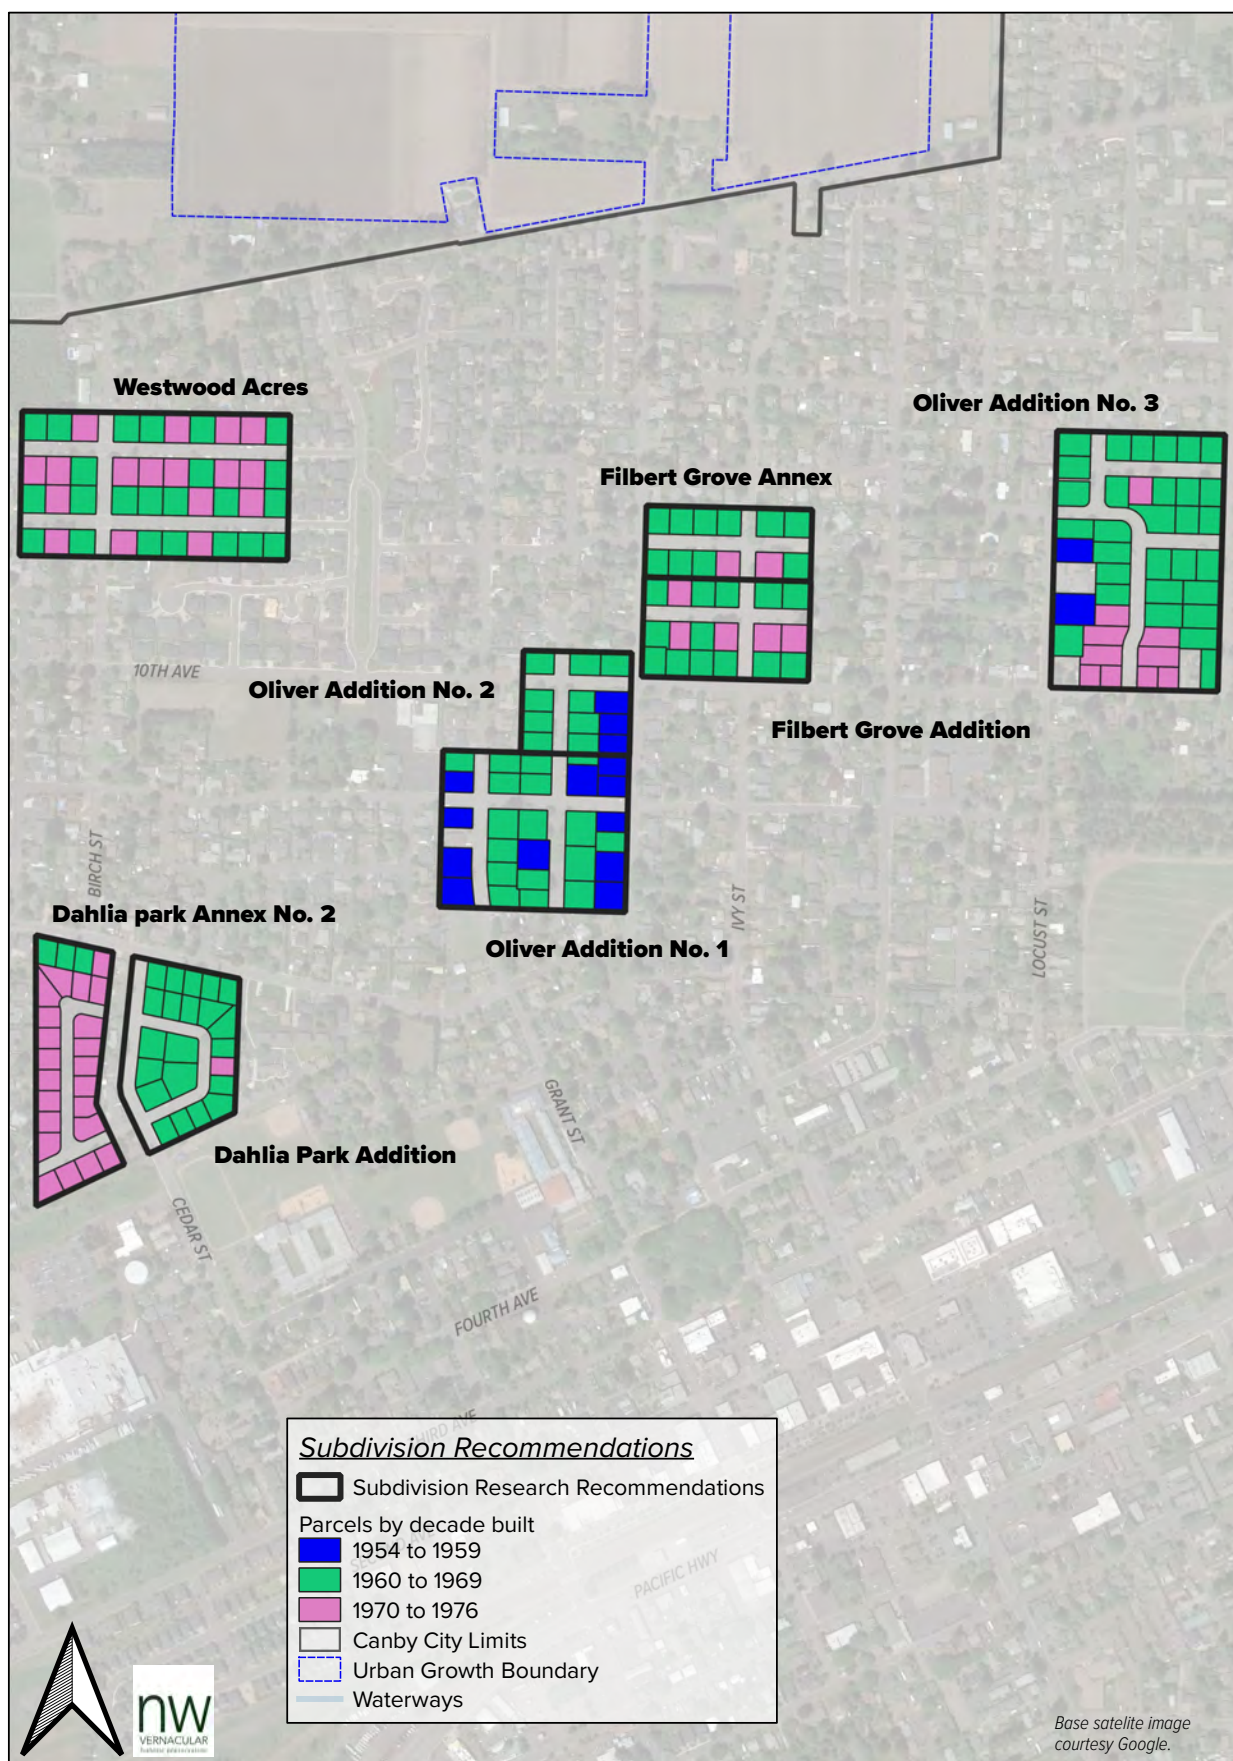 Westwood Acres
Oliver Addition No. 3
Filbert Grove Annex
10TH AVE
Oliver Addition No. 2
Filbert Grove Addition
BIRCH ST
IVY ST
Dahlia park Annex No. 2
LOCUST ST
Oliver Addition No. 1
GRANT ST
Dahlia Park Addition
CEDAR ST
FOURTH AVE
THIRD AVE
Subdivision Recommendations
Subdivision Research Recommendations
Parcels by decade built
1954 to 1959
SECOND AVE
1960 to 1969
PACIFIC HWY
1970 to 1976
Canby City Limits
Urban Growth Boundary
Waterways
nw
VERNACULAR
Base satelite image
courtesy Google.